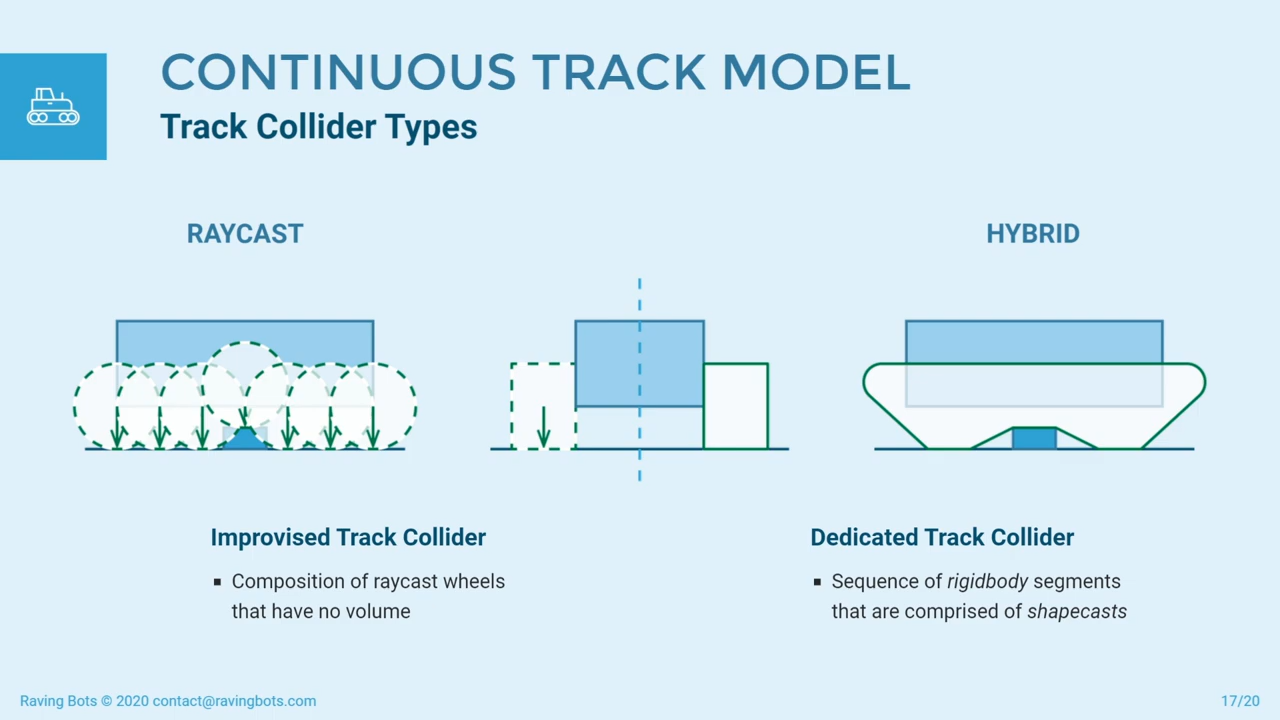 CONTINUOUS TRACK MODEL
Track Collider Types
RAYCAST
HYBRID
Improvised Track Collider
▪ Composition of raycast wheels
that have no volume
Dedicated Track Collider
▪ Sequence of rigidbody segments
that are comprised of shapecasts
Raving Bots © 2020 contact@ravingbots.com
17/20